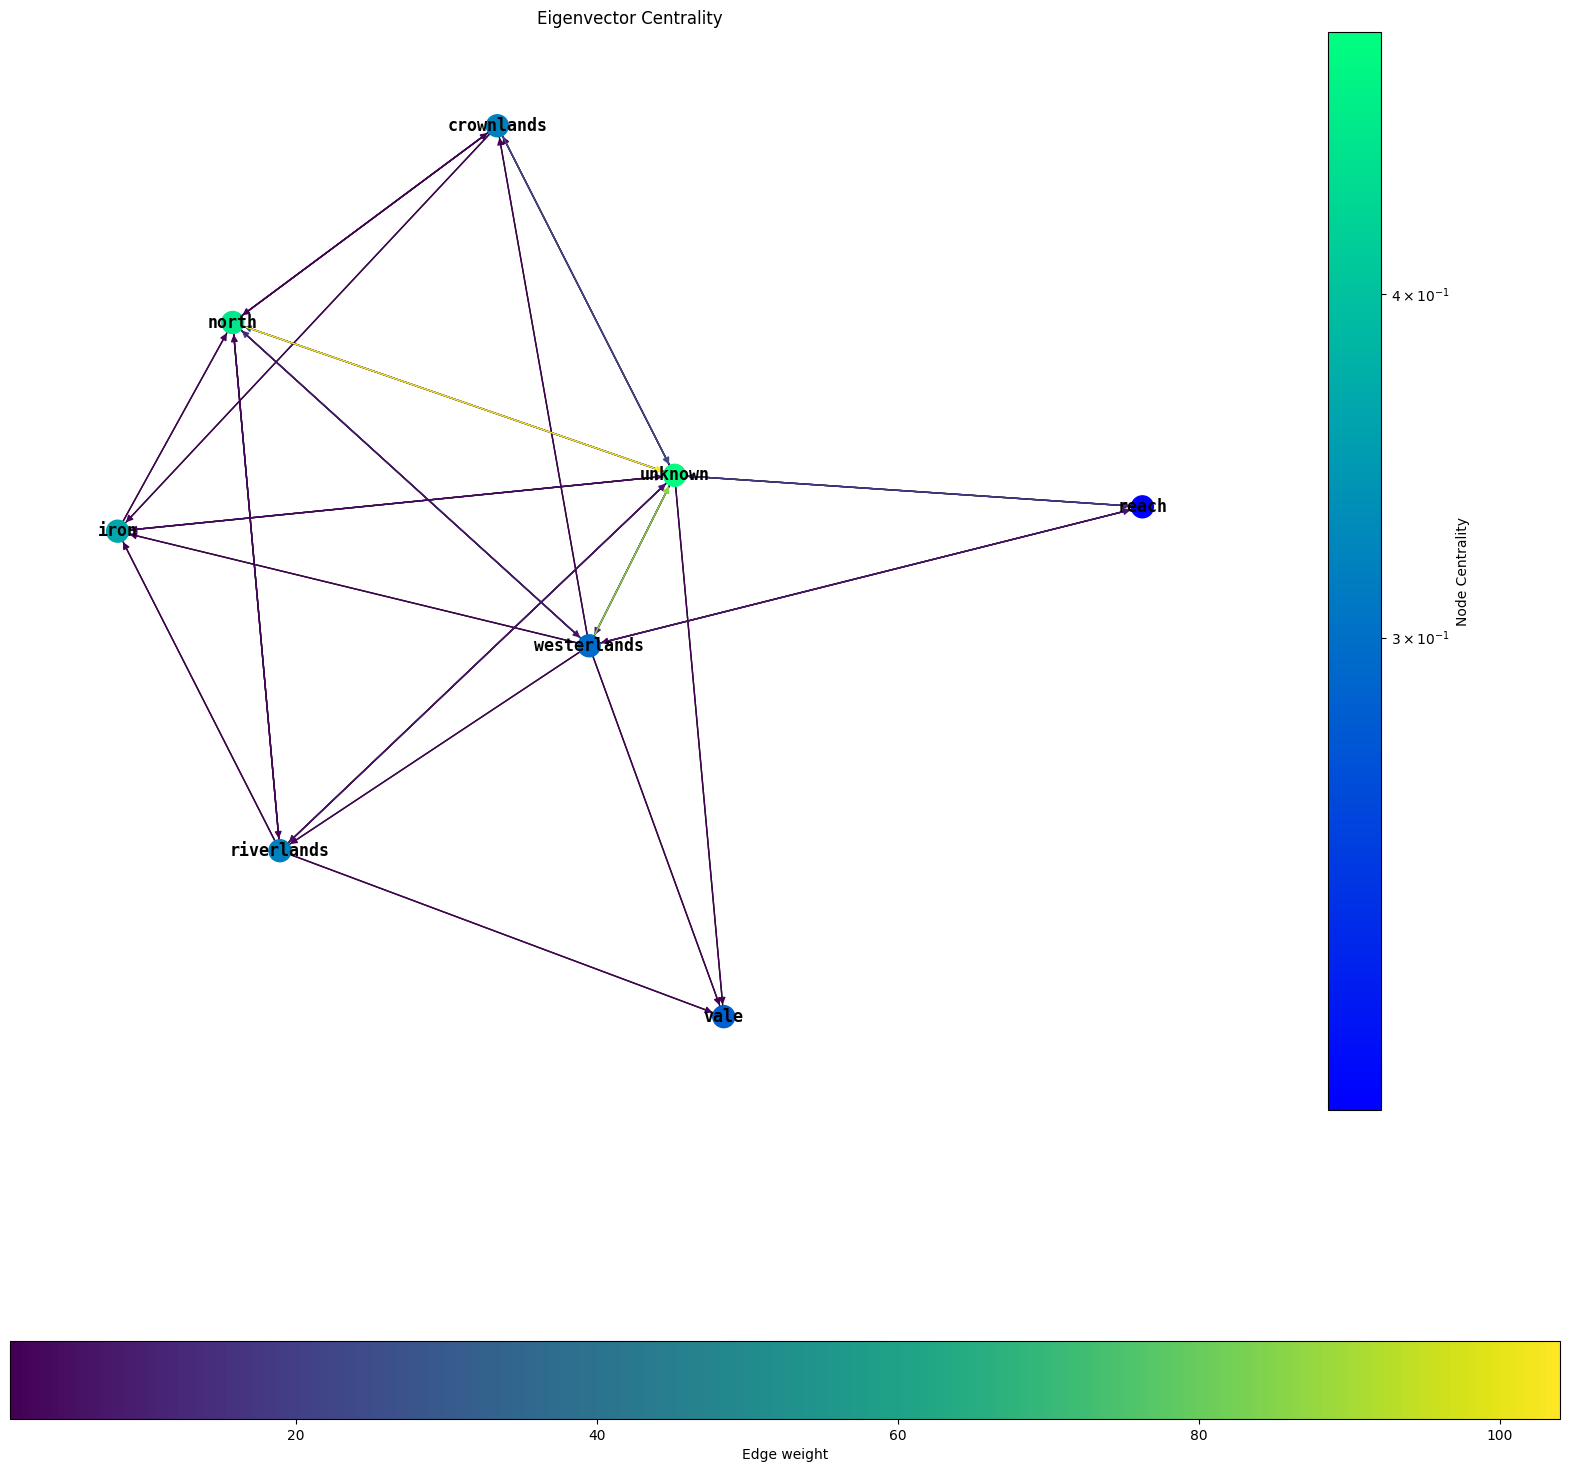 Eigenvector Centrality
crownlands
north
unknown
reach
iron
westerlands
riverlands
vale
4 × 10⁻¹
3 × 10⁻¹
Node Centrality
20
40
60
80
100
Edge weight